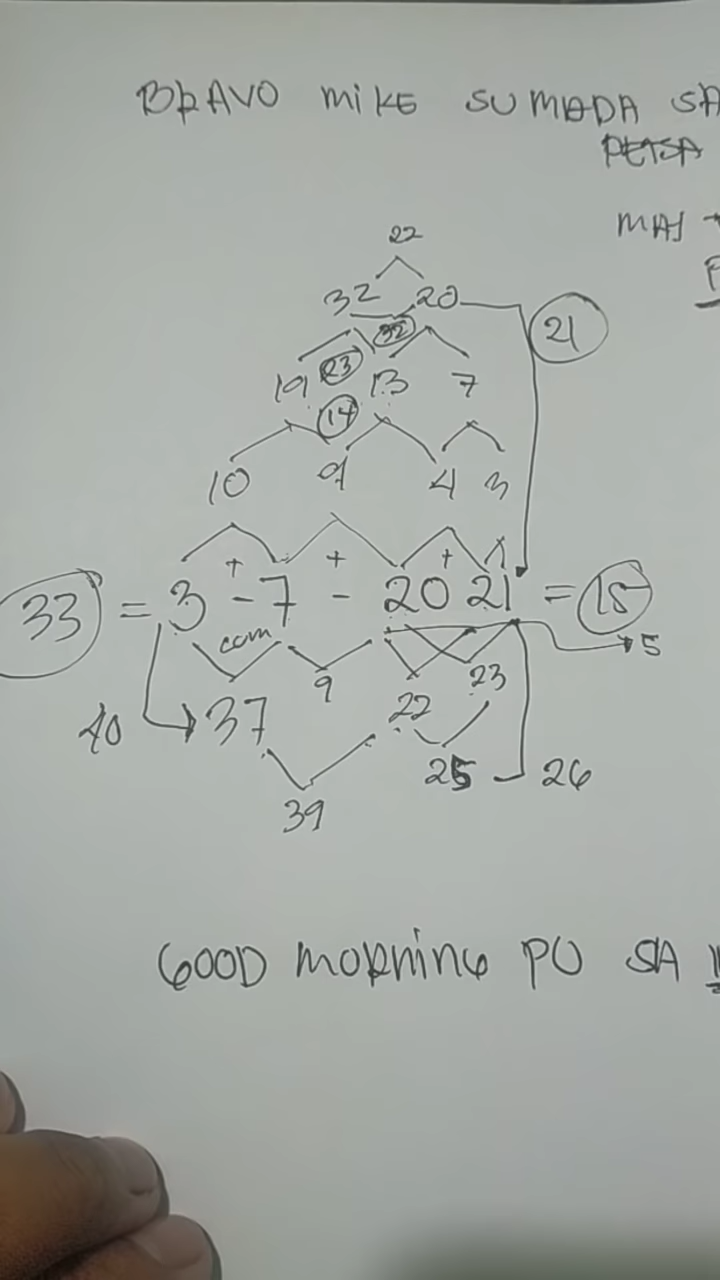 BRAVO MIKE SUMADA SA
PETSA
MAJ
22
32 20
32 21
19 23 13 7
14
10 9 4 3
+ + +
33 = 3 - 7 - 20 21 = 15
com
5
9 22 23
40 37
25 26
39
GOOD MORNING PO SA